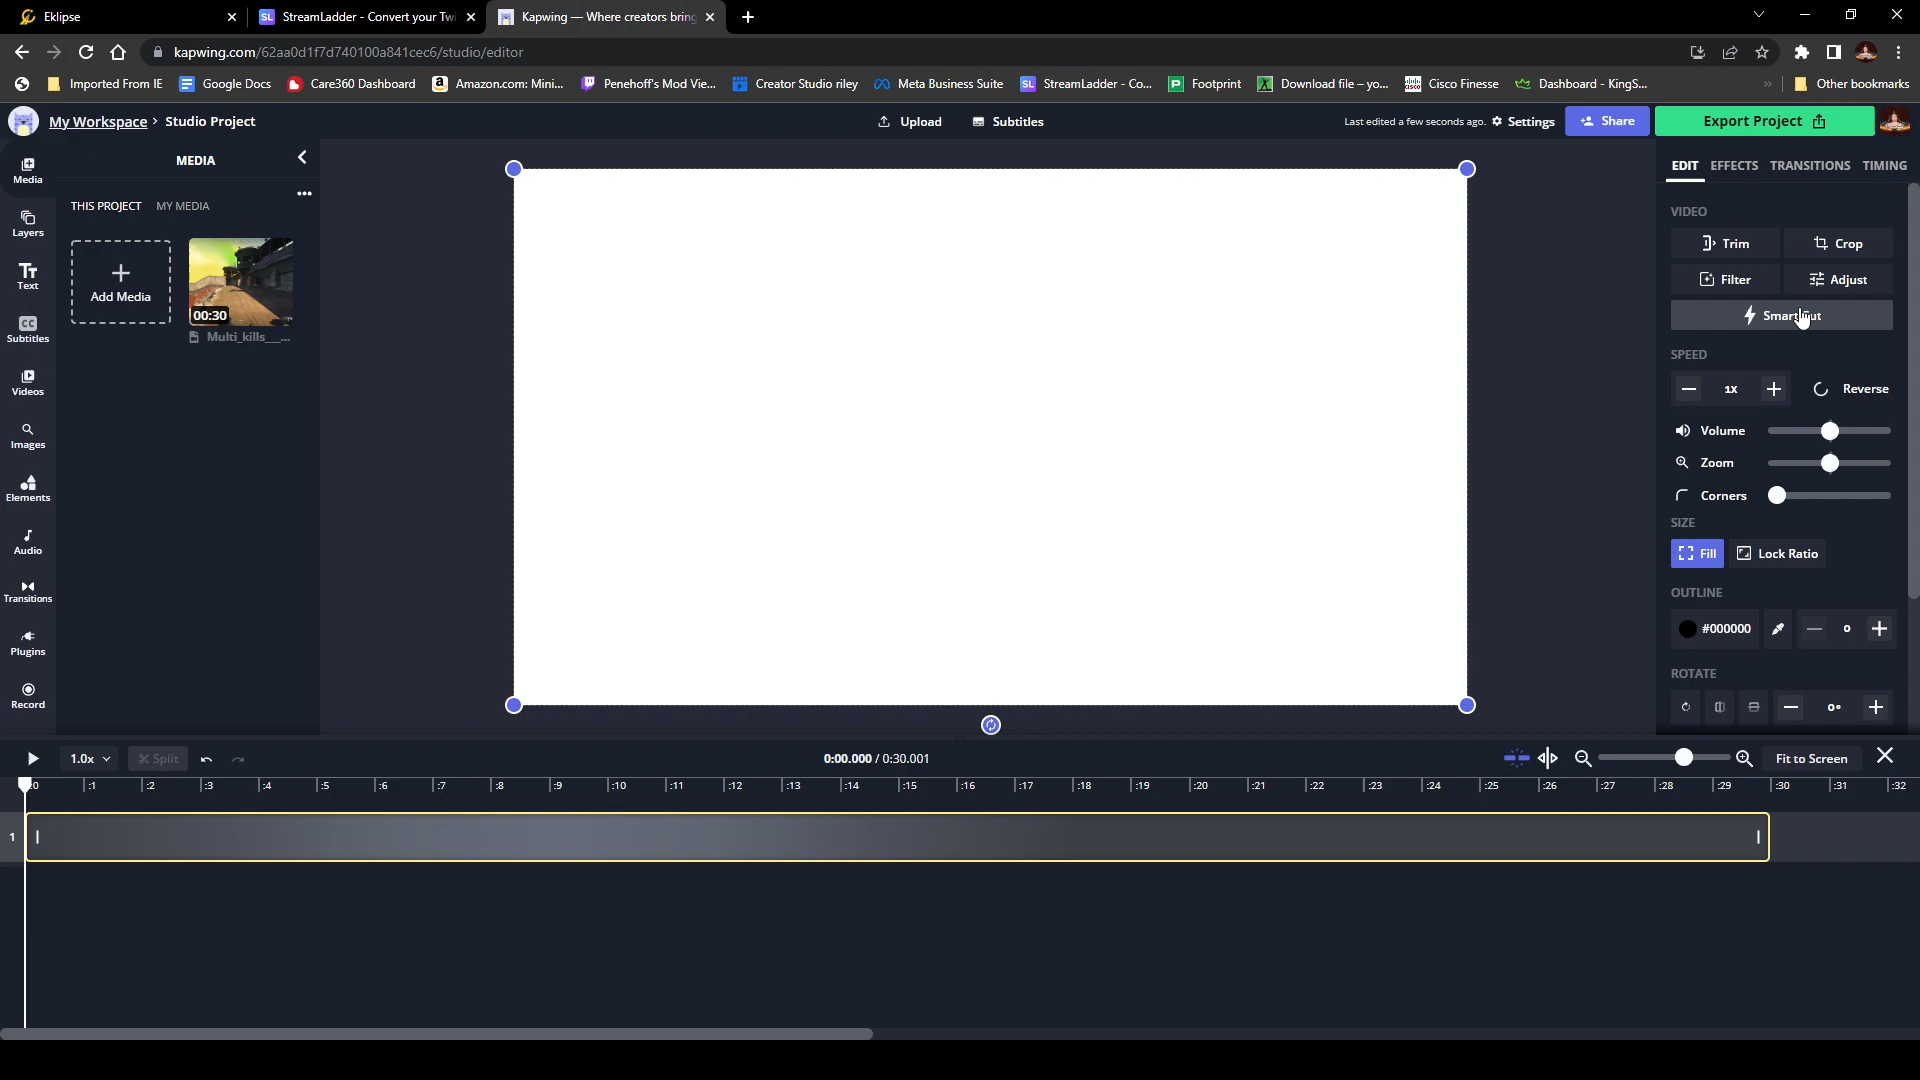 Eklipse
StreamLadder - Convert your Twi
Kapwing — Where creators bring
kapwing.com/62aa0d1f7d740100a841cec6/studio/editor
Imported From IE
Google Docs
Care360 Dashboard
Amazon.com: Mini...
Penehoff's Mod Vie...
Creator Studio riley
Meta Business Suite
SL StreamLadder - Co...
Footprint
Download file – yo...
Cisco Finesse
Dashboard - KingS...
»
Other bookmarks
My Workspace › Studio Project
Upload
Subtitles
Last edited a few seconds ago.
Settings
Share
Export Project
Media
Layers
Text
Subtitles
Videos
Images
Elements
Audio
Transitions
Plugins
Record
MEDIA
THIS PROJECT MY MEDIA
Add Media
00:30
Multi_kills___...
EDIT EFFECTS TRANSITIONS TIMING
VIDEO
Trim Crop
Filter Adjust
SPEED
1X Reverse
Volume
Zoom
Corners
SIZE
Fill Lock Ratio
OUTLINE
#000000 0
ROTATE
0°
1.0x Split
0:00.000 / 0:30.001
Fit to Screen
:0 :1 :2 :3 :4 :5 :6 :7 :8 :9 :10 :11 :12 :13 :14 :15 :16 :17 :18 :19 :20 :21 :22 :23 :24 :25 :26 :27 :28 :29 :30 :31 :32
1